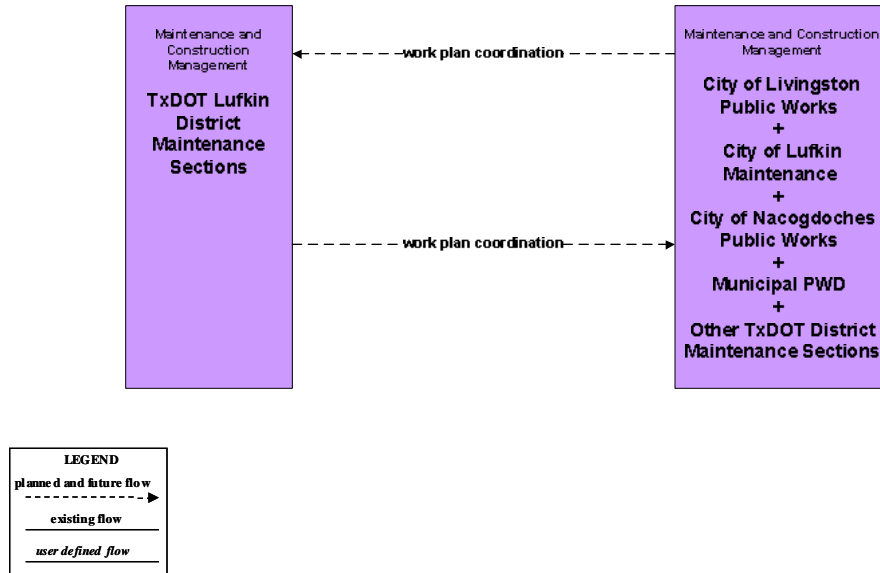 Maintenance and
Construction
Management
TxDOT Lufkin
District
Maintenance
Sections
work plan coordination
work plan coordination
Maintenance and Construction
Management
City of Livingston
Public Works
+
City of Lufkin
Maintenance
+
City of Nacogdoches
Public Works
+
Municipal PWD
+
Other TxDOT District
Maintenance Sections
LEGEND
planned and future flow
existing flow
user defined flow